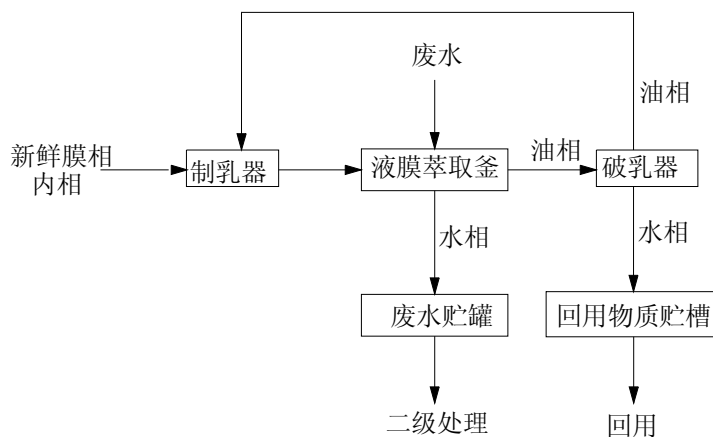 废水
油相
新鲜膜相
内相
制乳器
液膜萃取釜
油相
破乳器
水相
水相
废水贮罐
回用物质贮槽
二级处理
回用